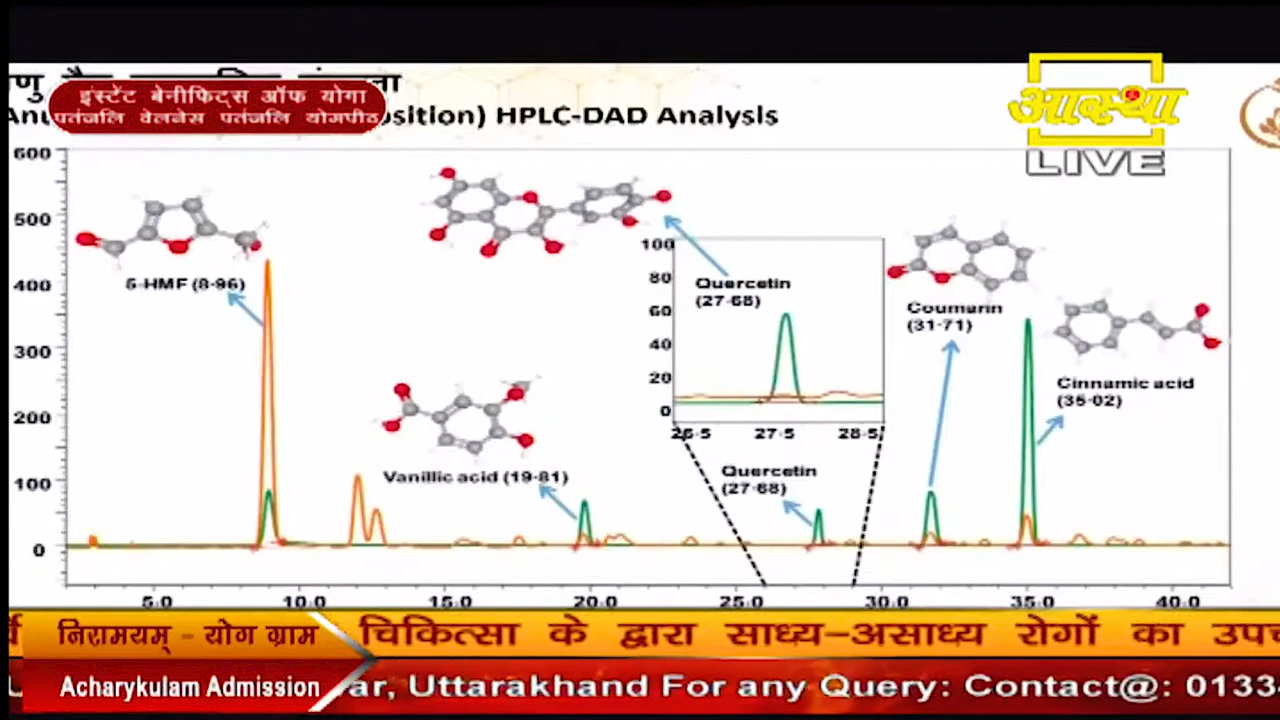 इंस्टेंट बेनीफिट्स ऑफ योगा
पतंजलि वेलनेस पतंजलि योगपीठ
sition) HPLC-DAD Analysis
आस्था
LIVE
600
500
400
300
200
100
0
5-HMF (8-96)
Vanillic acid (19-81)
100
80
60
40
20
0
Quercetin
(27-68)
26-5 27-5 28-5
Quercetin
(27-68)
Coumarin
(31-71)
Cinnamic acid
(35-02)
5-0 10-0 15-0 20-0 25-0 30-0 35-0 40-0
निरामयम् - योग ग्राम
चिकित्सा के द्वारा साध्य-असाध्य रोगों का उपच
Acharykulam Admission
ar, Uttarakhand For any Query: Contact@: 0133